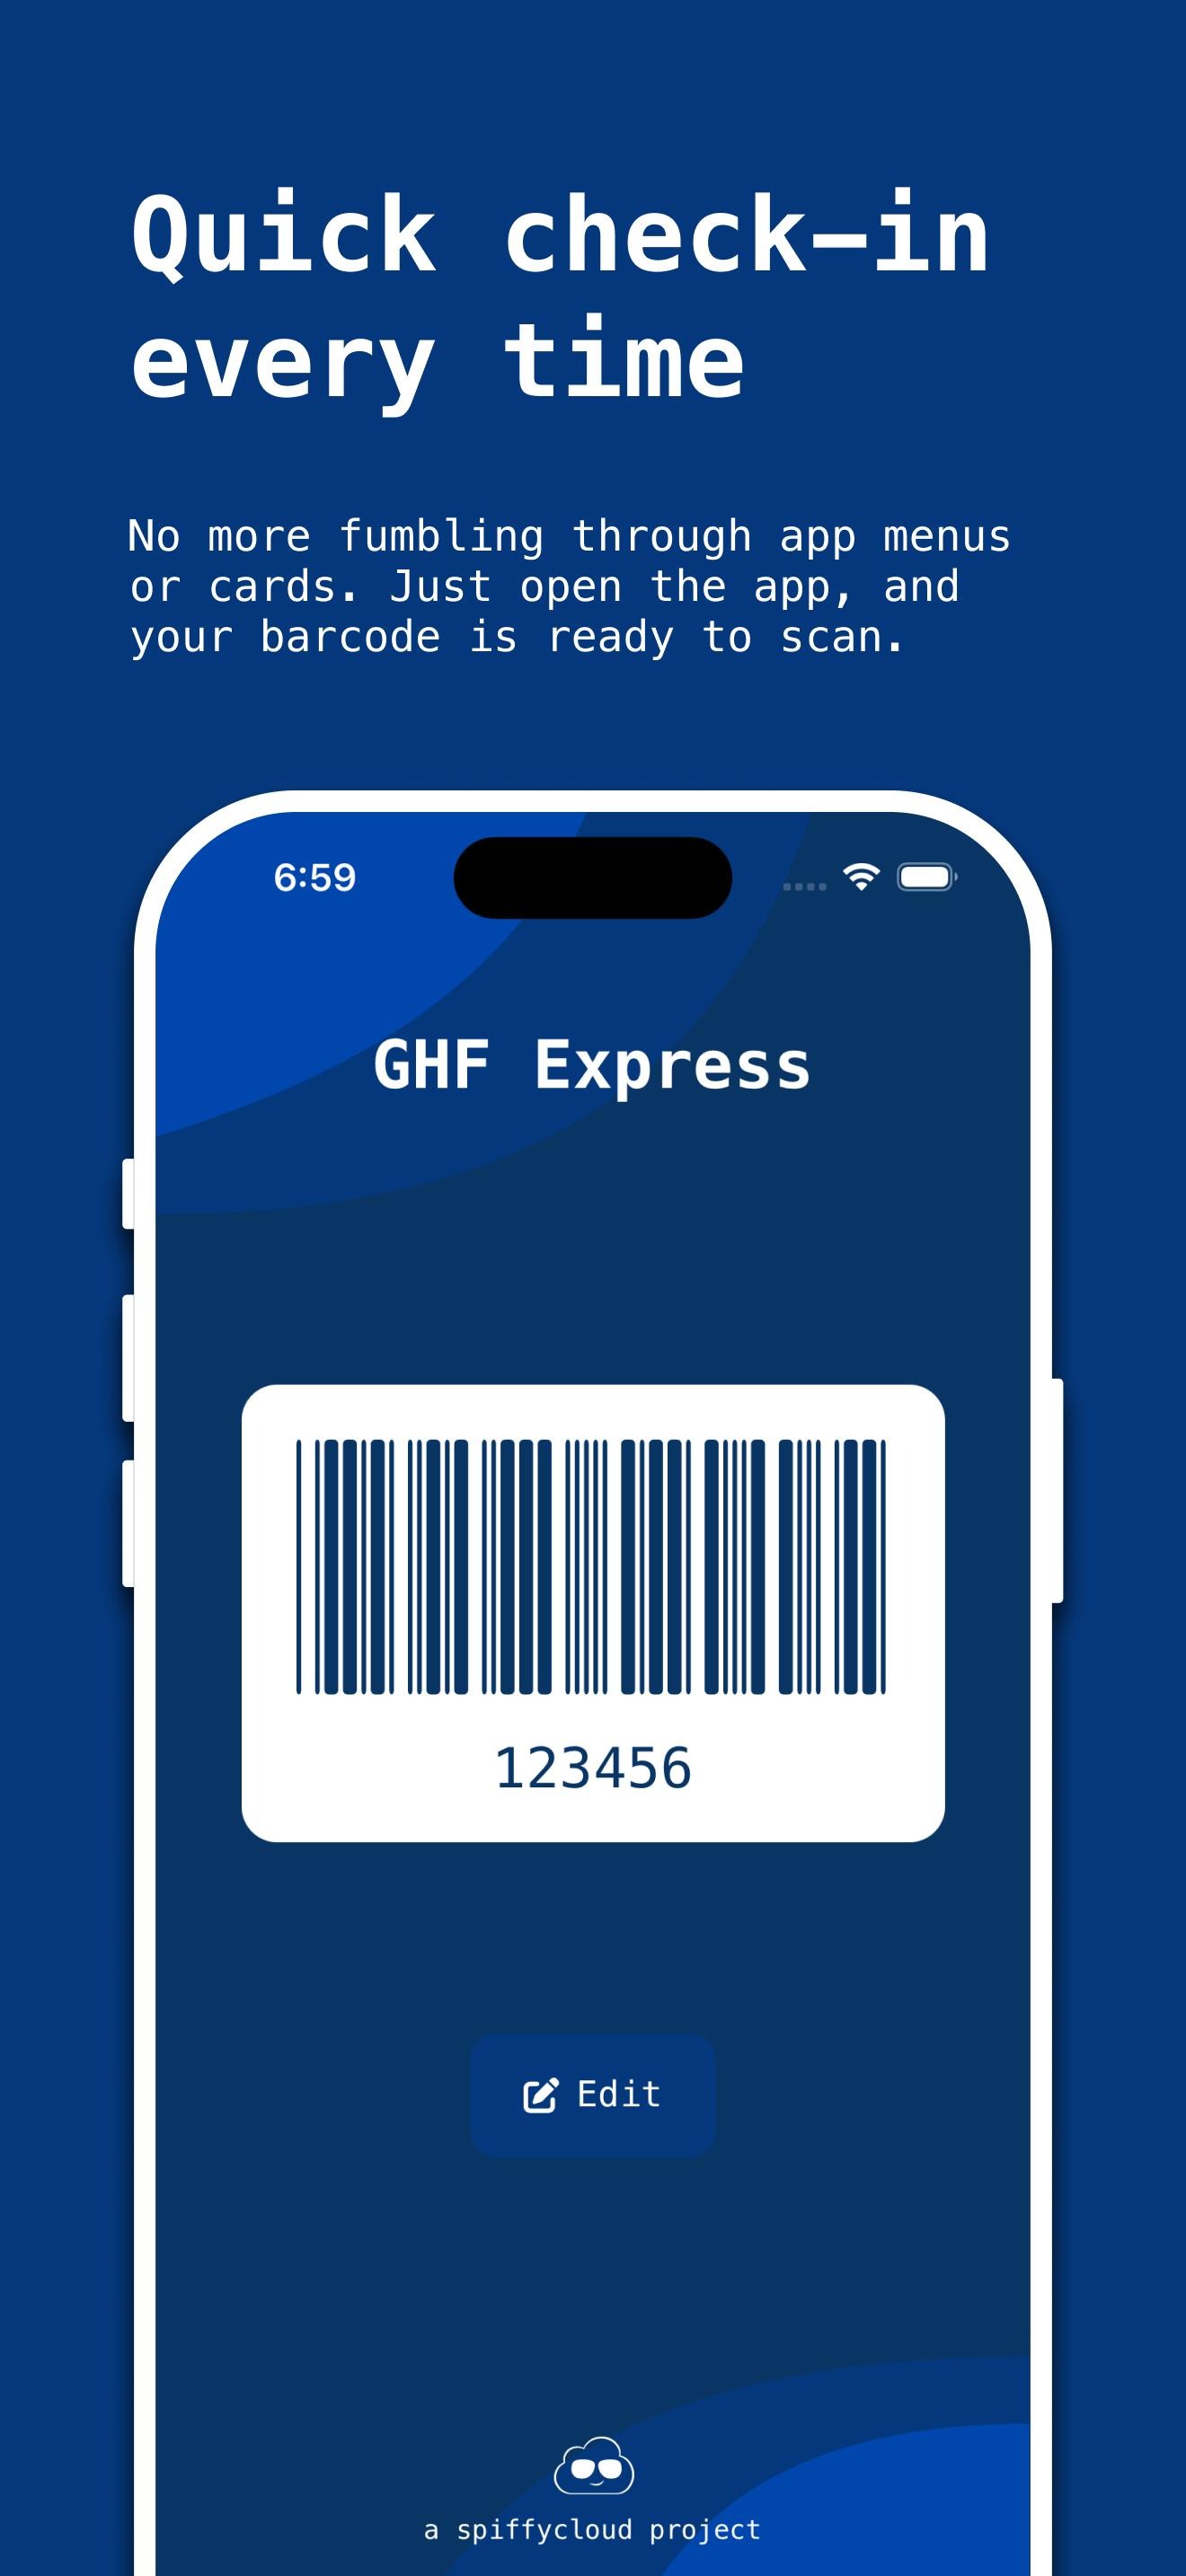 Quick check-in
every time
No more fumbling through app menus
or cards. Just open the app, and
your barcode is ready to scan.
6:59
GHF Express
123456
Edit
a spiffycloud project